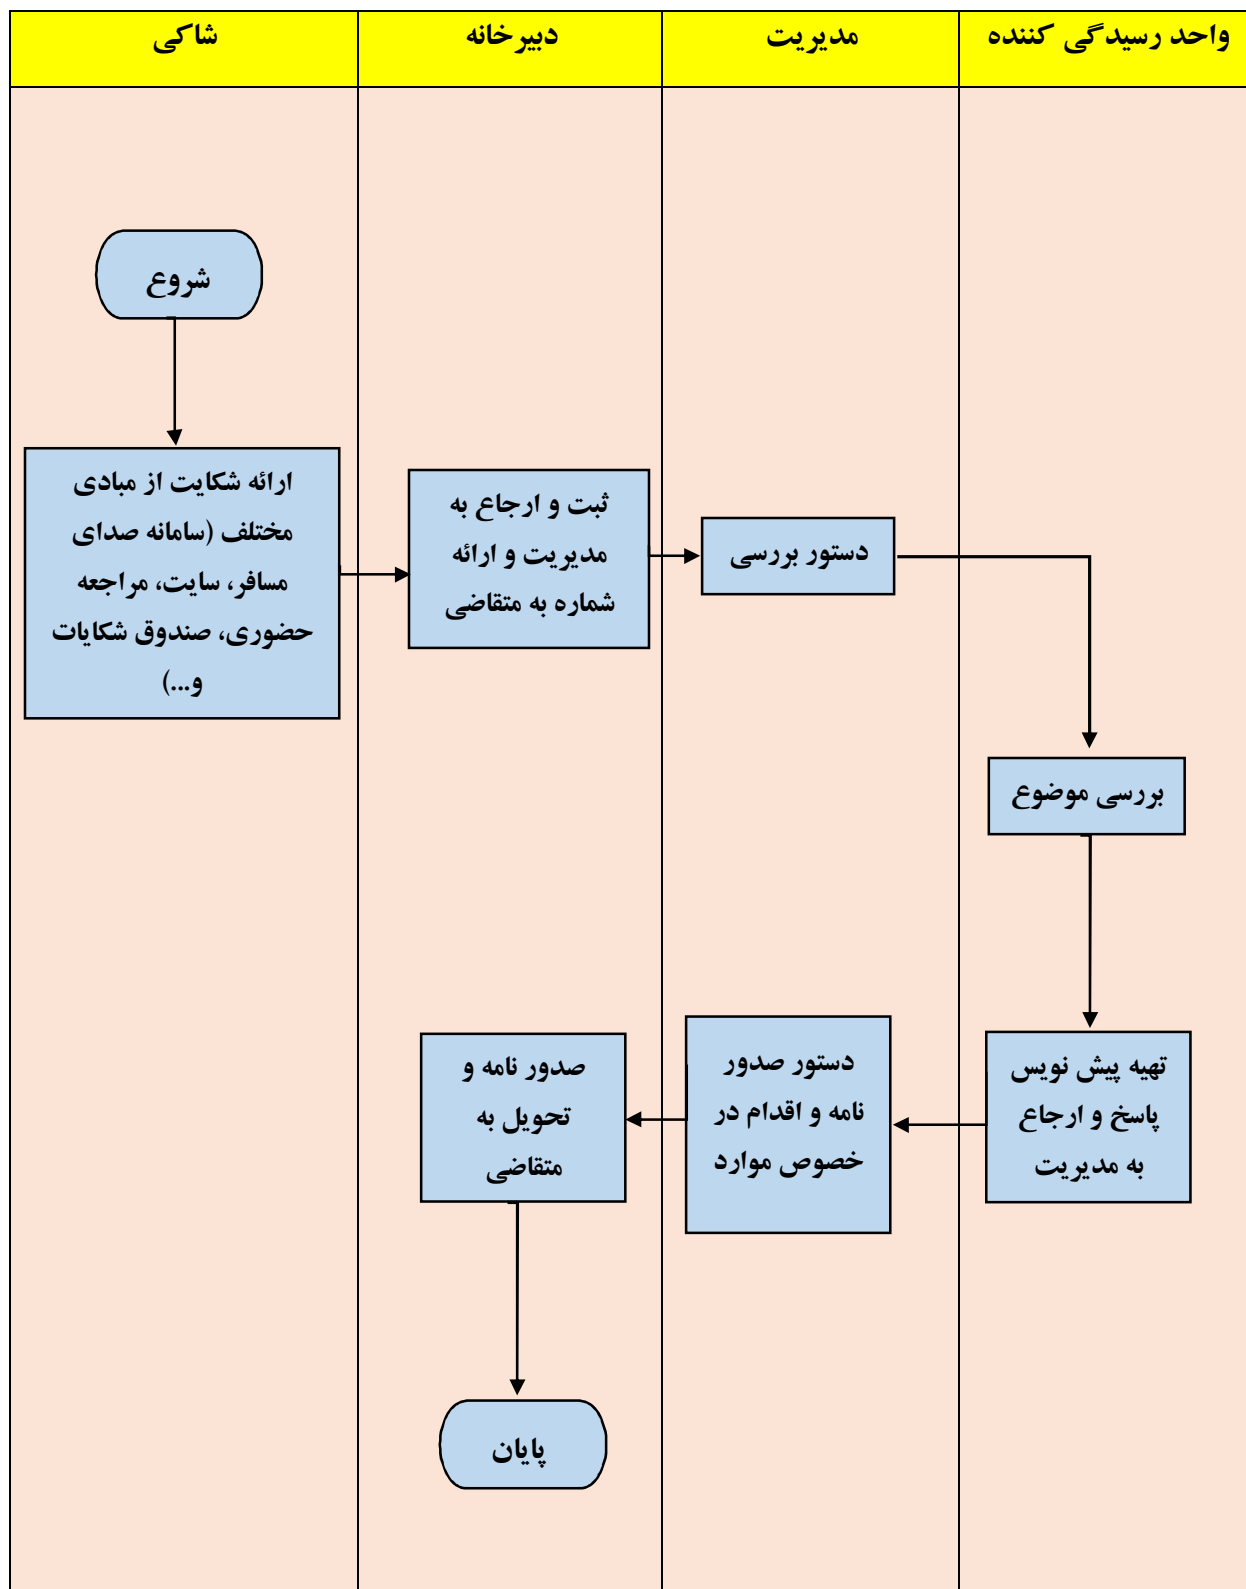 شاکی
دبیرخانه
مدیریت
واحد رسیدگی کننده
شروع
ارائه شکایت از مبادی
مختلف (سامانه صدای
مسافر، سایت، مراجعه
حضوری، صندوق شکایات
و...)
ثبت و ارجاع به
مدیریت و ارائه
شماره به متقاضی
دستور بررسی
بررسی موضوع
تهیه پیش نویس
پاسخ و ارجاع
به مدیریت
دستور صدور
نامه و اقدام در
خصوص موارد
صدور نامه و
تحویل به
متقاضی
پایان